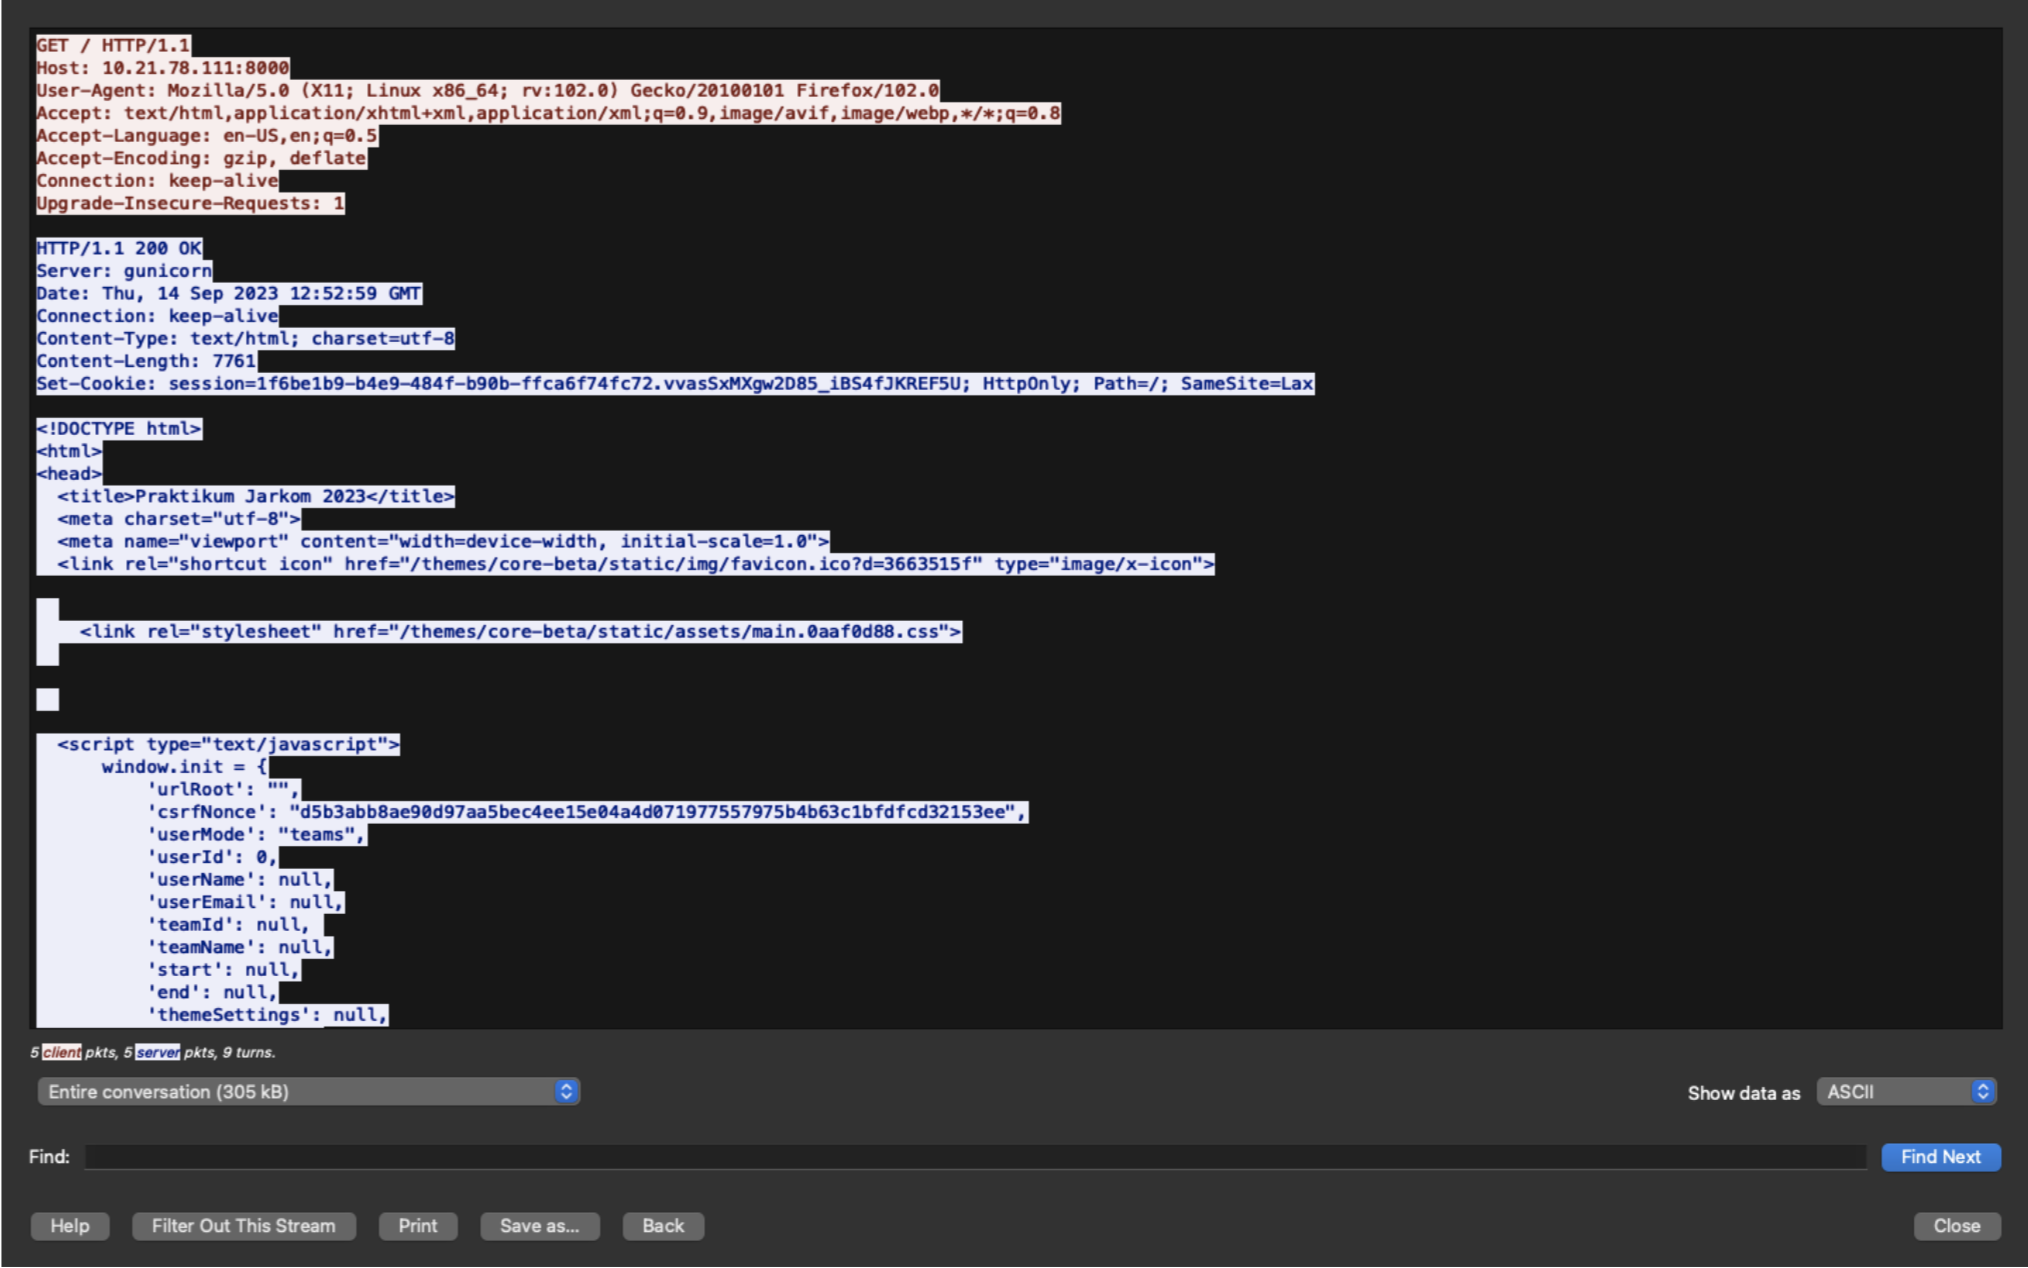 GET / HTTP/1.1
Host: 10.21.78.111:8000
User-Agent: Mozilla/5.0 (X11; Linux x86_64; rv:102.0) Gecko/20100101 Firefox/102.0
Accept: text/html,application/xhtml+xml,application/xml;q=0.9,image/avif,image/webp,*/*;q=0.8
Accept-Language: en-US,en;q=0.5
Accept-Encoding: gzip, deflate
Connection: keep-alive
Upgrade-Insecure-Requests: 1
HTTP/1.1 200 OK
Server: gunicorn
Date: Thu, 14 Sep 2023 12:52:59 GMT
Connection: keep-alive
Content-Type: text/html; charset=utf-8
Content-Length: 7761
Set-Cookie: session=1f6be1b9-b4e9-484f-b90b-ffca6f74fc72.vvasSxMXgw2D85_iBS4fJKREF5U; HttpOnly; Path=/; SameSite=Lax
<!DOCTYPE html>
<html>
<head>
<title>Praktikum Jarkom 2023</title>
<meta charset="utf-8">
<meta name="viewport" content="width=device-width, initial-scale=1.0">
<link rel="shortcut icon" href="/themes/core-beta/static/img/favicon.ico?d=3663515f" type="image/x-icon">
<link rel="stylesheet" href="/themes/core-beta/static/assets/main.0aaf0d88.css">
<script type="text/javascript">
window.init = {
'urlRoot': "",
'csrfNonce': "d5b3abb8ae90d97aa5bec4ee15e04a4d071977557975b4b63c1bfdfcd32153ee",
'userMode': "teams",
'userId': 0,
'userName': null,
'userEmail': null,
'teamId': null,
'teamName': null,
'start': null,
'end': null,
'themeSettings': null,
5 client pkts, 5 server pkts, 9 turns.
Entire conversation (305 kB)
Show data as ASCII
Find:
Find Next
Help Filter Out This Stream Print Save as... Back Close